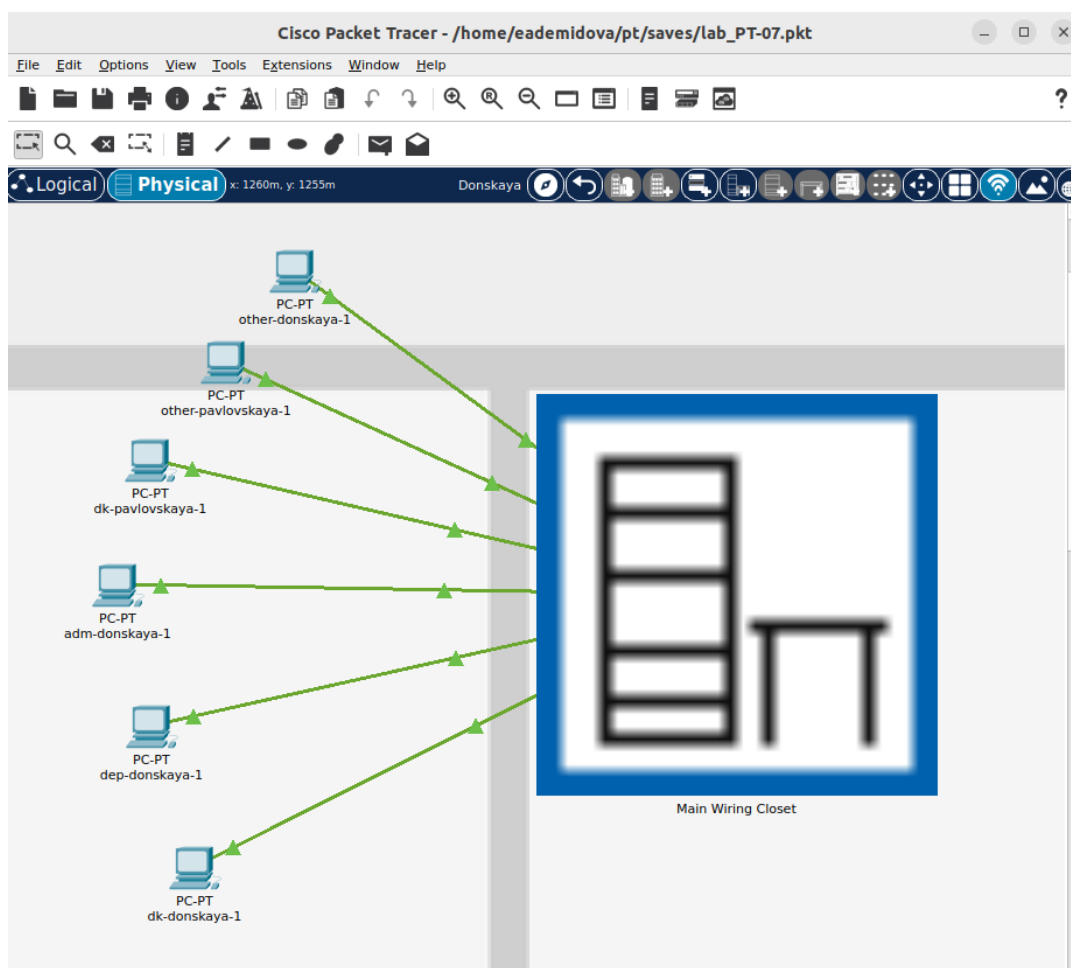 Cisco Packet Tracer - /home/eademidova/pt/saves/lab_PT-07.pkt
File Edit Options View Tools Extensions Window Help
?
Logical Physical x: 1260m, y: 1255m Donskaya
PC-PT
other-donskaya-1
PC-PT
other-pavlovskaya-1
PC-PT
dk-pavlovskaya-1
PC-PT
adm-donskaya-1
PC-PT
dep-donskaya-1
PC-PT
dk-donskaya-1
Main Wiring Closet